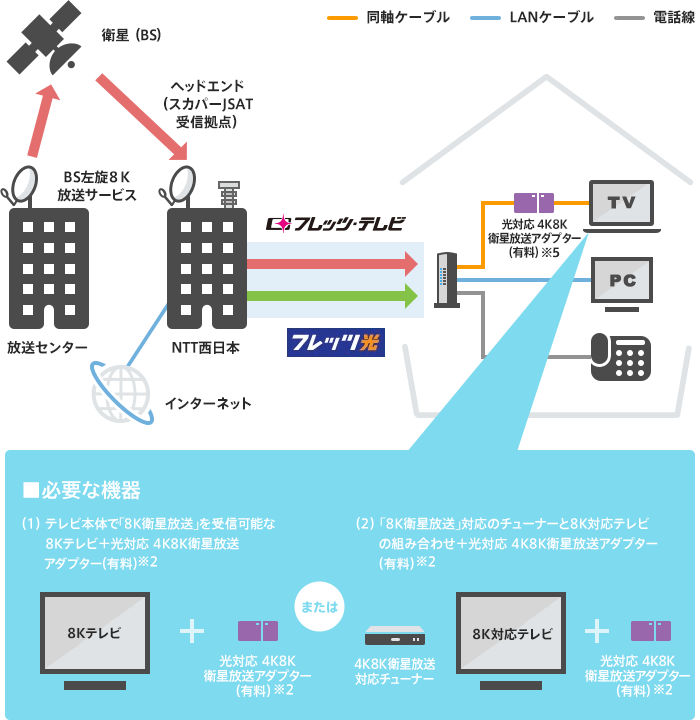 同軸ケーブル
LANケーブル
電話線
衛星（BS）
ヘッドエンド
（スカパーJSAT
受信拠点）
BS左旋８Ｋ
放送サービス
フレッツ・テレビ
TV
光対応 4K8K
衛星放送アダプター
（有料）※5
PC
フレッツ光
放送センター
NTT西日本
インターネット
■必要な機器
（1）テレビ本体で「8K衛星放送」を受信可能な
8Kテレビ＋光対応 4K8K衛星放送
アダプター（有料）※2
（2）「8K衛星放送」対応のチューナーと8K対応テレビ
の組み合わせ＋光対応 4K8K衛星放送アダプター
（有料）※2
または
8Kテレビ
＋
光対応 4K8K
衛星放送アダプター
（有料）※2
4K8K衛星放送
対応チューナー
8K対応テレビ
＋
光対応 4K8K
衛星放送アダプター
（有料）※2